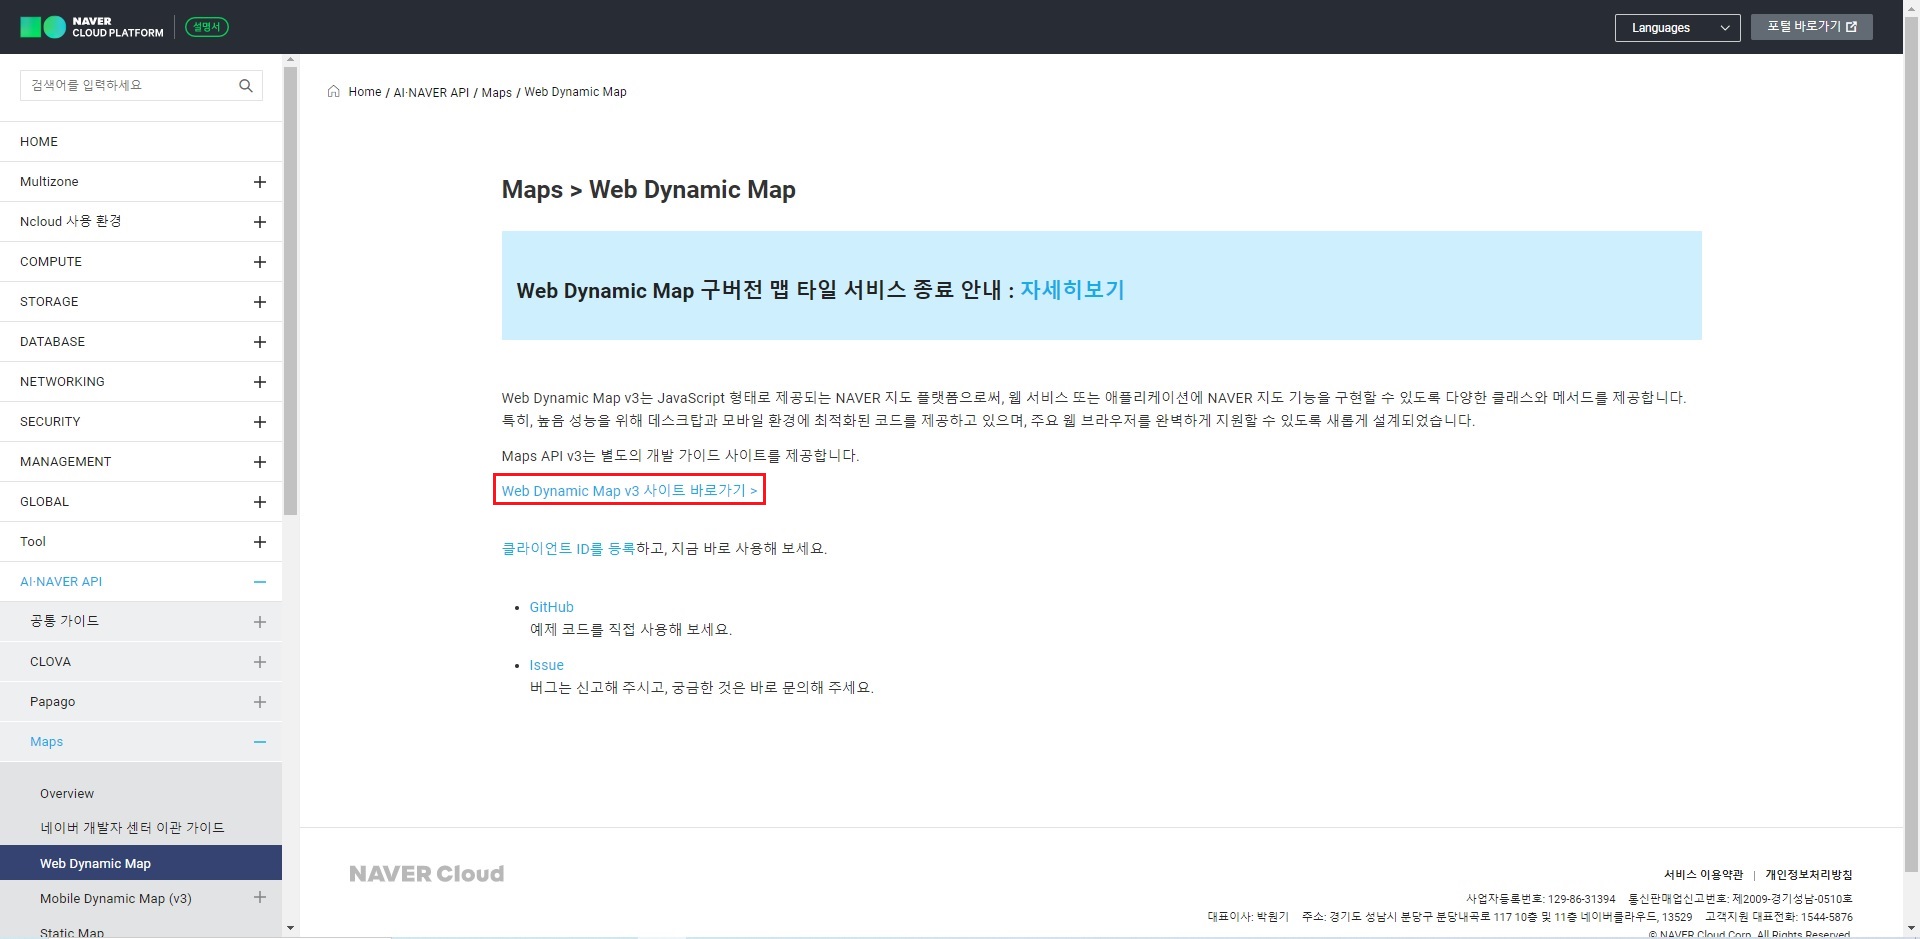 NAVER
CLOUD PLATFORM
설명서
Languages
포털 바로가기
검색어를 입력하세요
HOME
Multizone
Ncloud 사용 환경
COMPUTE
STORAGE
DATABASE
NETWORKING
SECURITY
MANAGEMENT
GLOBAL
Tool
AI·NAVER API
공통 가이드
CLOVA
Papago
Maps
Overview
네이버 개발자 센터 이관 가이드
Web Dynamic Map
Mobile Dynamic Map (v3)
Static Map
Home / AI·NAVER API / Maps / Web Dynamic Map
Maps > Web Dynamic Map
Web Dynamic Map 구버전 맵 타일 서비스 종료 안내 : 자세히보기
Web Dynamic Map v3는 JavaScript 형태로 제공되는 NAVER 지도 플랫폼으로써, 웹 서비스 또는 애플리케이션에 NAVER 지도 기능을 구현할 수 있도록 다양한 클래스와 메서드를 제공합니다.
특히, 높음 성능을 위해 데스크탑과 모바일 환경에 최적화된 코드를 제공하고 있으며, 주요 웹 브라우저를 완벽하게 지원할 수 있도록 새롭게 설계되었습니다.
Maps API v3는 별도의 개발 가이드 사이트를 제공합니다.
Web Dynamic Map v3 사이트 바로가기 >
클라이언트 ID를 등록하고, 지금 바로 사용해 보세요.
• GitHub
예제 코드를 직접 사용해 보세요.
• Issue
버그는 신고해 주시고, 궁금한 것은 바로 문의해 주세요.
NAVER Cloud
서비스 이용약관 | 개인정보처리방침
사업자등록번호: 129-86-31394 통신판매업신고번호: 제2009-경기성남-0510호
대표이사: 박원기 주소: 경기도 성남시 분당구 분당내곡로 117 10층 및 11층 네이버클라우드, 13529 고객지원 대표전화: 1544-5876
© NAVER Cloud Corp. All Rights Reserved.